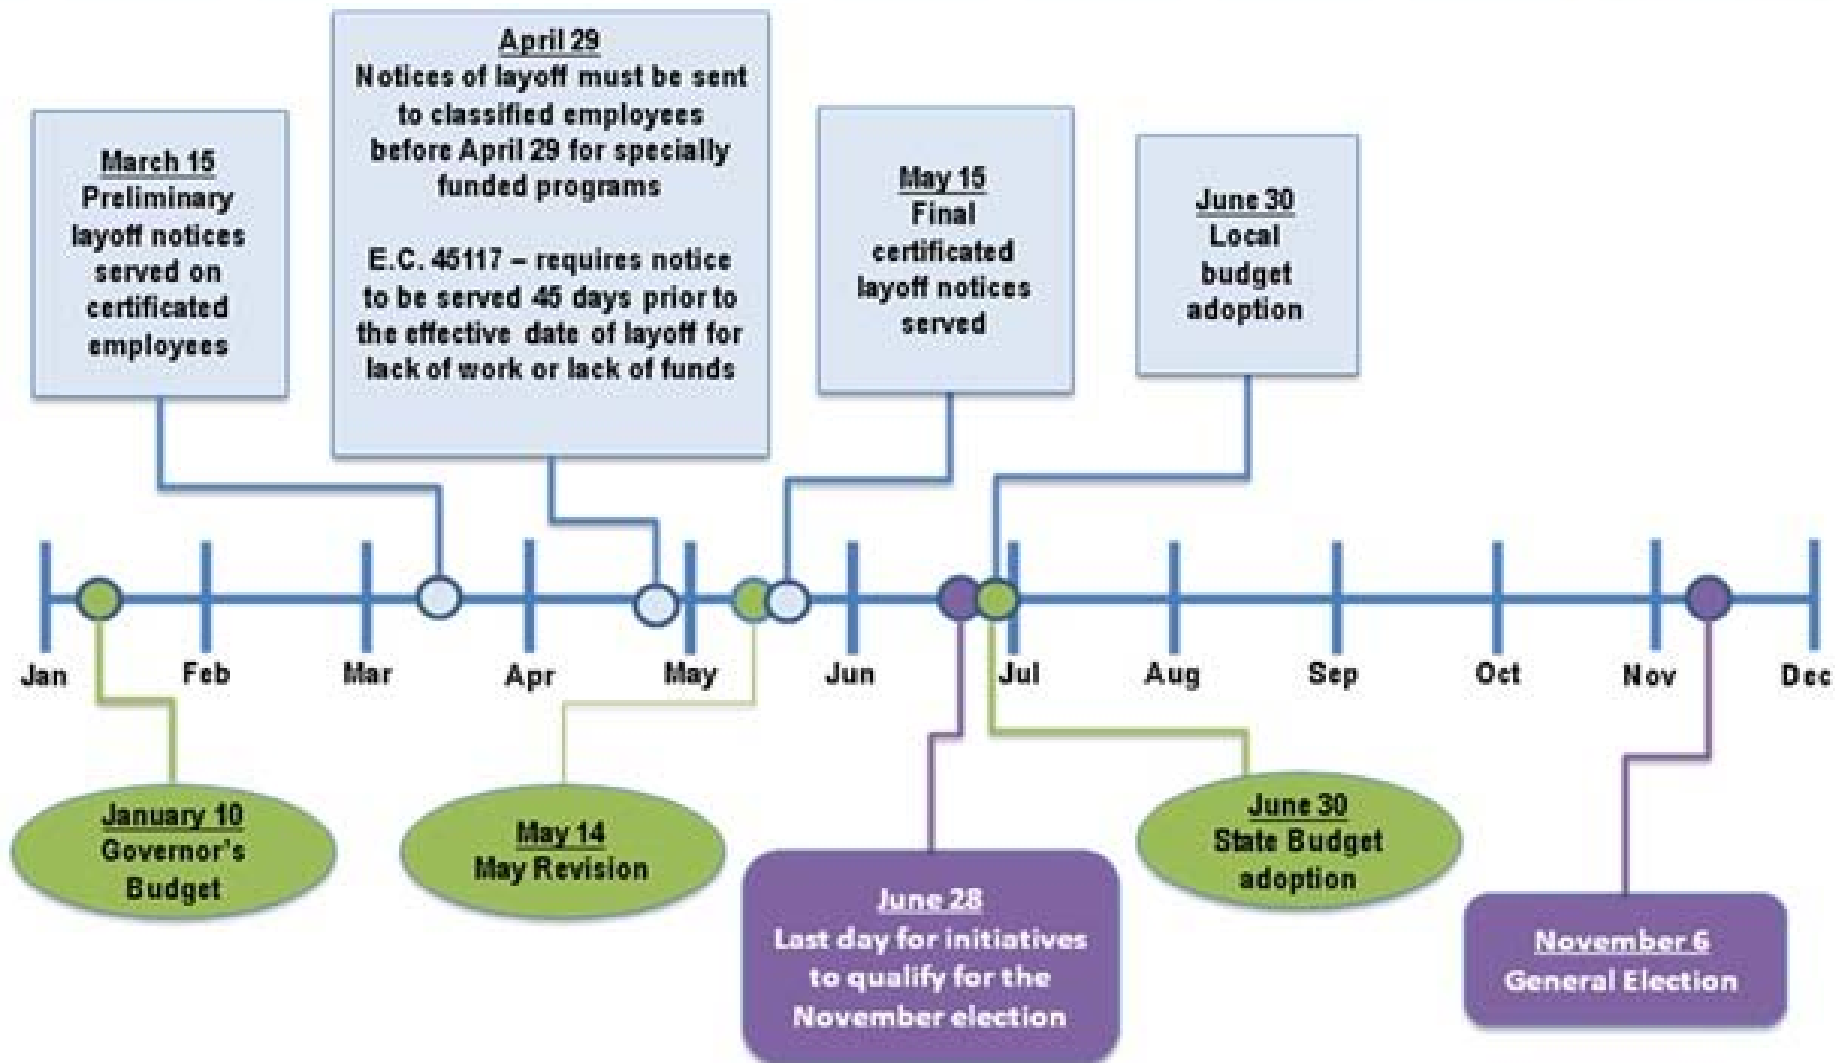 March 15
Preliminary
layoff notices
served on
certificated
employees
April 29
Notices of layoff must be sent
to classified employees
before April 29 for specially
funded programs
E.C. 45117 – requires notice
to be served 45 days prior to
the effective date of layoff for
lack of work or lack of funds
May 15
Final
certificated
layoff notices
served
June 30
Local
budget
adoption
Jan
Feb
Mar
Apr
May
Jun
Jul
Aug
Sep
Oct
Nov
Dec
January 10
Governor's
Budget
May 14
May Revision
June 28
Last day for initiatives
to qualify for the
November election
June 30
State Budget
adoption
November 6
General Election